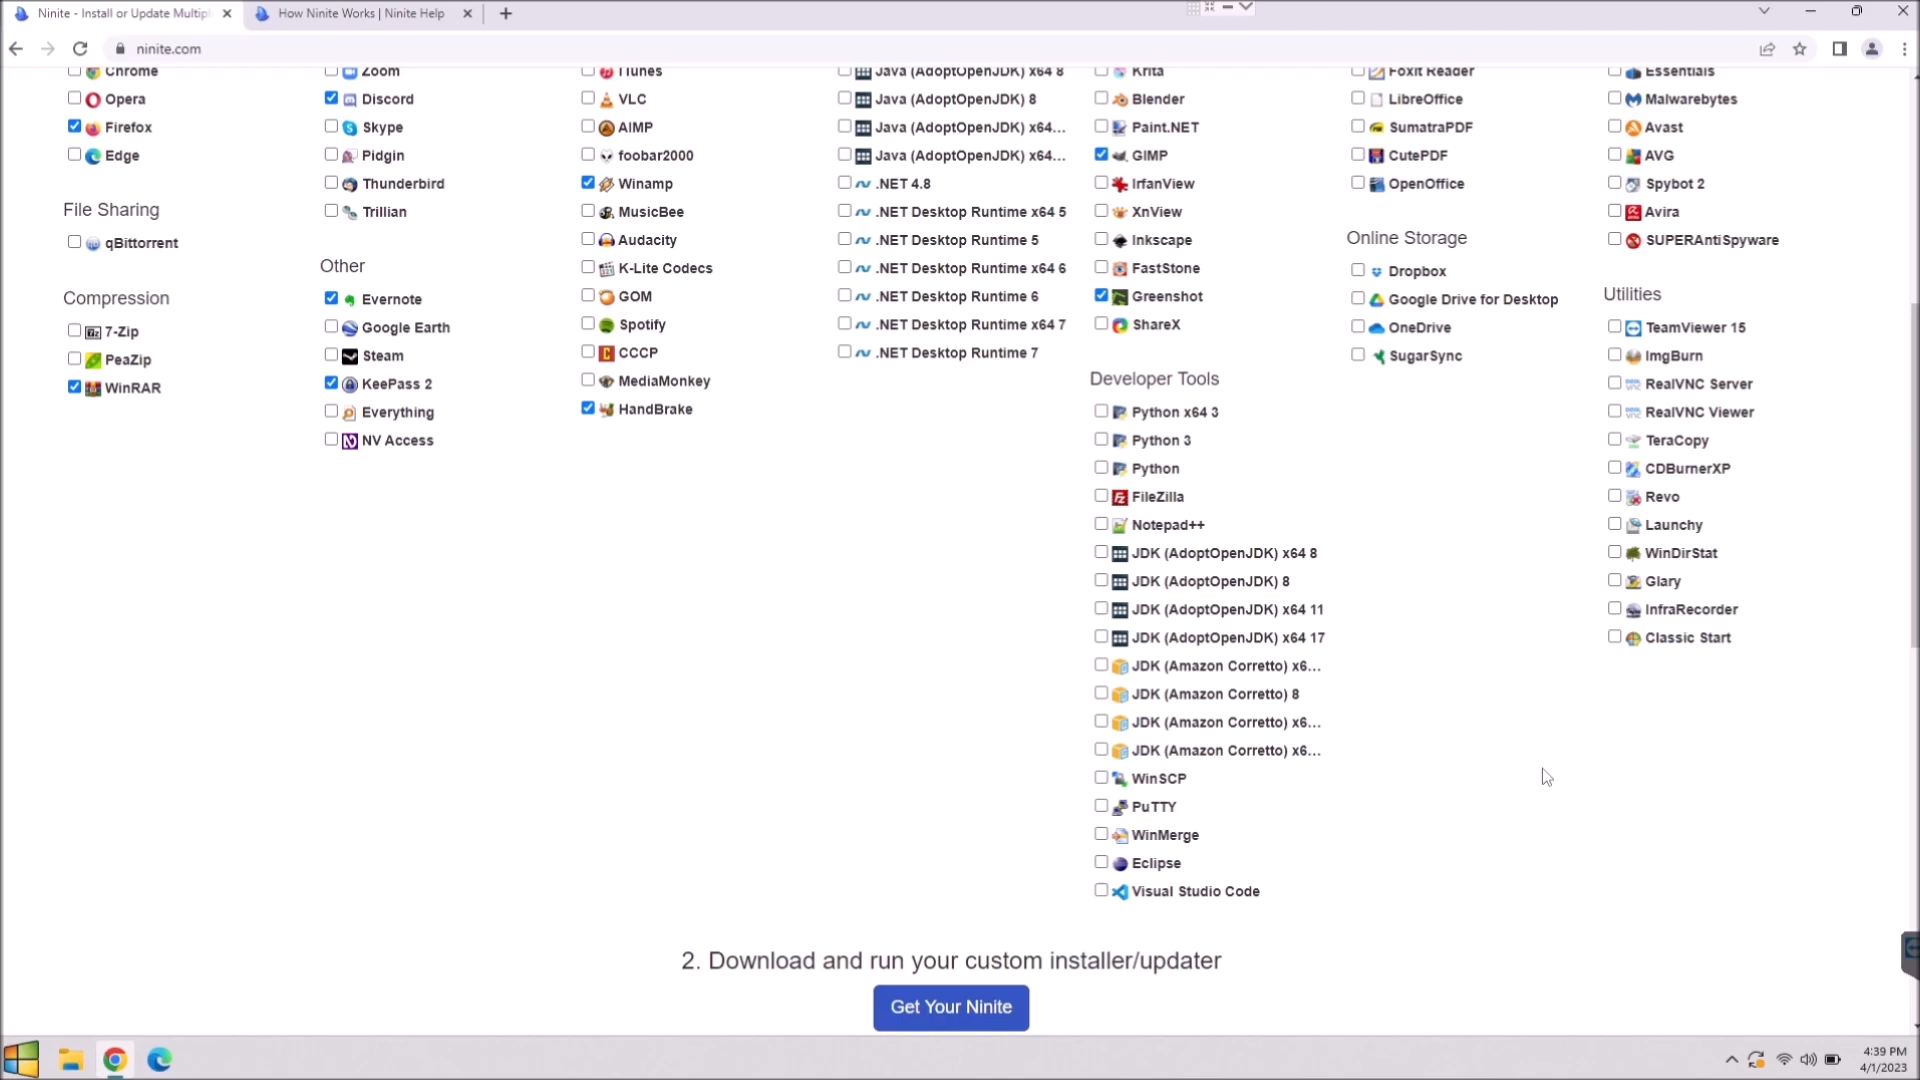 Ninite - Install or Update Multipl
How Ninite Works | Ninite Help
ninite.com
Chrome
Opera
Firefox
Edge
File Sharing
qBittorrent
Compression
7-Zip
PeaZip
WinRAR
Zoom
Discord
Skype
Pidgin
Thunderbird
Trillian
Other
Evernote
Google Earth
Steam
KeePass 2
Everything
NV Access
iTunes
VLC
AIMP
foobar2000
Winamp
MusicBee
Audacity
K-Lite Codecs
GOM
Spotify
CCCP
MediaMonkey
HandBrake
Java (AdoptOpenJDK) x64 8
Java (AdoptOpenJDK) 8
Java (AdoptOpenJDK) x64...
Java (AdoptOpenJDK) x64...
.NET 4.8
.NET Desktop Runtime x64 5
.NET Desktop Runtime 5
.NET Desktop Runtime x64 6
.NET Desktop Runtime 6
.NET Desktop Runtime x64 7
.NET Desktop Runtime 7
Krita
Blender
Paint.NET
GIMP
IrfanView
XnView
Inkscape
FastStone
Greenshot
ShareX
Developer Tools
Python x64 3
Python 3
Python
FileZilla
Notepad++
JDK (AdoptOpenJDK) x64 8
JDK (AdoptOpenJDK) 8
JDK (AdoptOpenJDK) x64 11
JDK (AdoptOpenJDK) x64 17
JDK (Amazon Corretto) x6...
JDK (Amazon Corretto) 8
JDK (Amazon Corretto) x6...
JDK (Amazon Corretto) x6...
WinSCP
PuTTY
WinMerge
Eclipse
Visual Studio Code
Foxit Reader
LibreOffice
SumatraPDF
CutePDF
OpenOffice
Online Storage
Dropbox
Google Drive for Desktop
OneDrive
SugarSync
Essentials
Malwarebytes
Avast
AVG
Spybot 2
Avira
SUPERAntiSpyware
Utilities
TeamViewer 15
ImgBurn
RealVNC Server
RealVNC Viewer
TeraCopy
CDBurnerXP
Revo
Launchy
WinDirStat
Glary
InfraRecorder
Classic Start
2. Download and run your custom installer/updater
Get Your Ninite
4:39 PM
4/1/2023